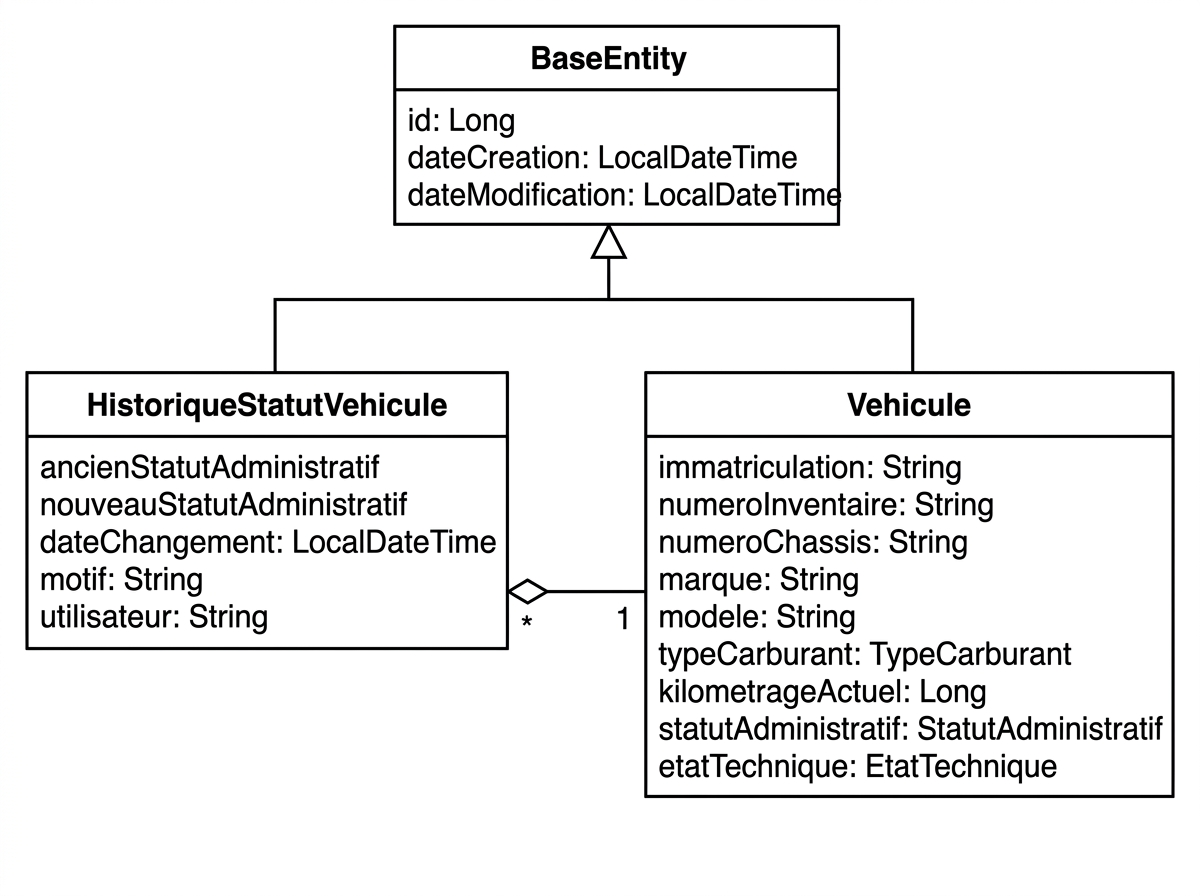 BaseEntity
id: Long
dateCreation: LocalDateTime
dateModification: LocalDateTime
HistoriqueStatutVehicule
ancienStatutAdministratif
nouveauStatutAdministratif
dateChangement: LocalDateTime
motif: String
utilisateur: String
*
1
Vehicule
immatriculation: String
numeroInventaire: String
numeroChassis: String
marque: String
modele: String
typeCarburant: TypeCarburant
kilometrageActuel: Long
statutAdministratif: StatutAdministratif
etatTechnique: EtatTechnique